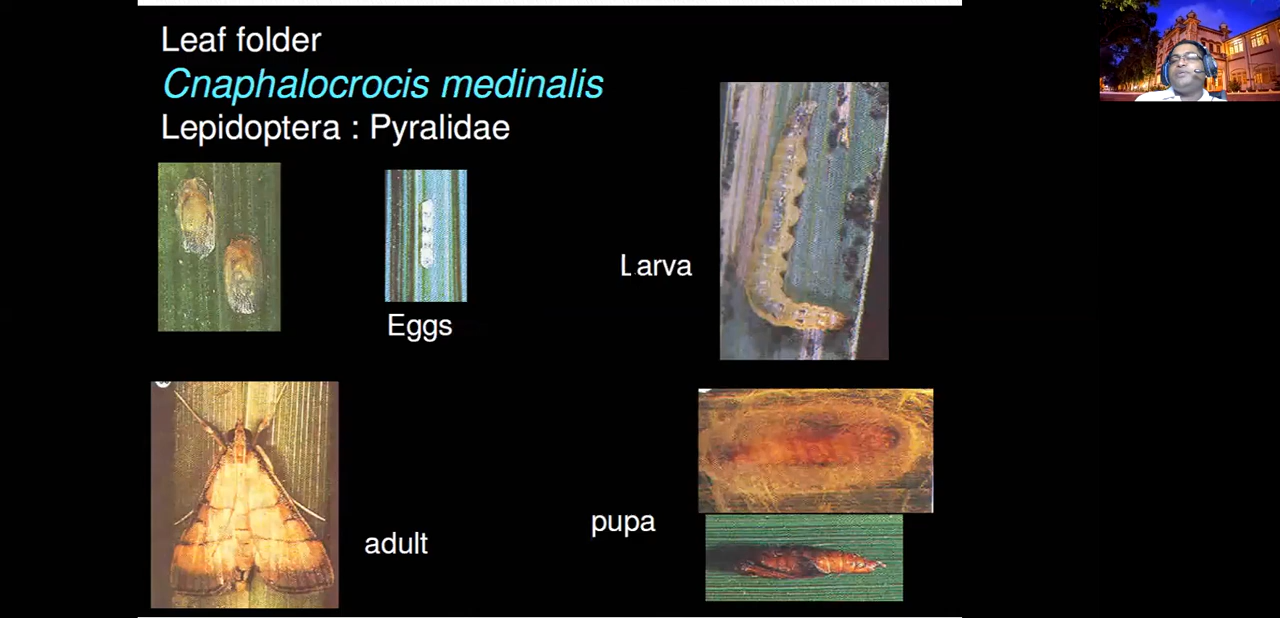 Leaf folder
Cnaphalocrocis medinalis
Lepidoptera : Pyralidae
Eggs
Larva
adult
pupa